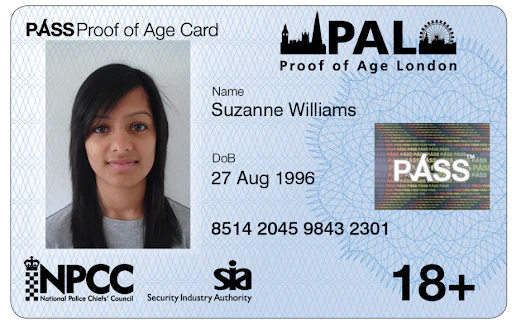 PASS Proof of Age Card
PAL
Proof of Age London
Name
Suzanne Williams
DoB
27 Aug 1996
PASS™
8514 2045 9843 2301
NPCC
National Police Chiefs' Council
sia
Security Industry Authority
18+